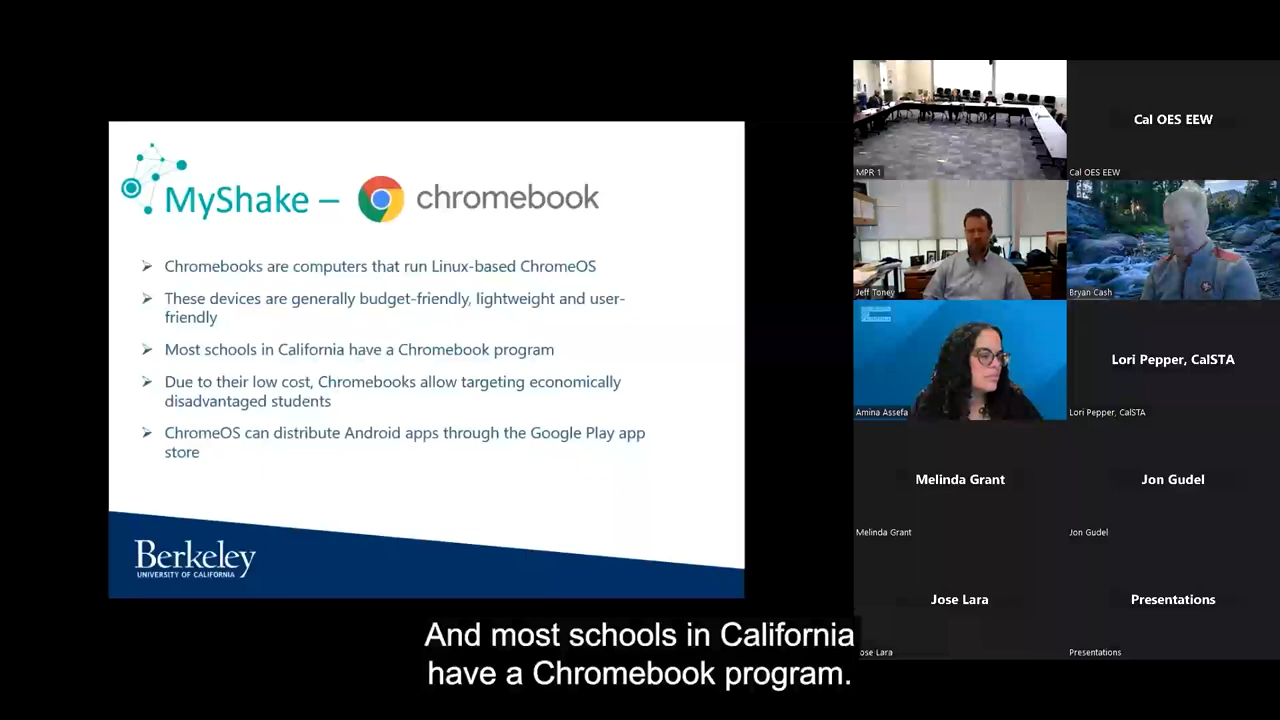 MyShake – chromebook
Chromebooks are computers that run Linux-based ChromeOS
These devices are generally budget-friendly, lightweight and user-
friendly
Most schools in California have a Chromebook program
Due to their low cost, Chromebooks allow targeting economically
disadvantaged students
ChromeOS can distribute Android apps through the Google Play app
store
Berkeley
UNIVERSITY OF CALIFORNIA
MPR 1
Cal OES EEW
Cal OES EEW
Jeff Toney
Bryan Cash
Amina Assefa
Lori Pepper, CalSTA
Lori Pepper, CalSTA
Melinda Grant
Melinda Grant
Jon Gudel
Jon Gudel
Jose Lara
ose Lara
Presentations
Presentations
And most schools in California
have a Chromebook program.